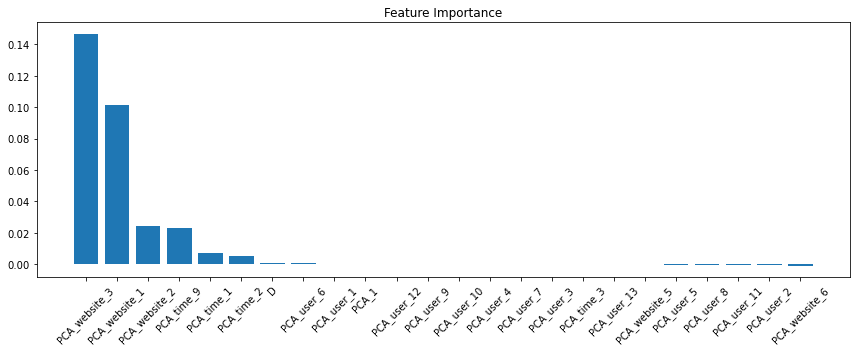 Feature Importance
0.14
0.12
0.10
0.08
0.06
0.04
0.02
0.00
PCA_website_3
PCA_website_1
PCA_website_2
PCA_time_9
PCA_time_1
PCA_time_2
D
PCA_user_6
PCA_user_1
PCA_1
PCA_user_12
PCA_user_9
PCA_user_10
PCA_user_4
PCA_user_7
PCA_user_3
PCA_time_3
PCA_user_13
PCA_website_5
PCA_user_5
PCA_user_8
PCA_user_11
PCA_user_2
PCA_website_6